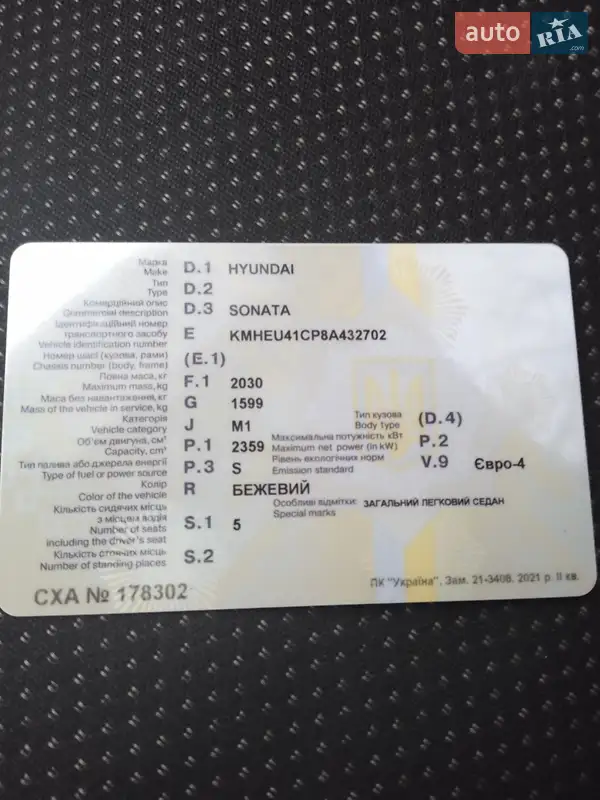 auto RIA .com
Марка
Make D.1 HYUNDAI
Тип
Type D.2
Комерційний опис
Commercial description D.3 SONATA
Ідентифікаційний номер
транспортного засобу E KMHEU41CP8A432702
Vehicle identification number
Номер шасі (кузова, рами) (E.1)
Chassis number (body, frame)
Повна маса, кг F.1 2030
Maximum mass, kg
Маса без навантаження, кг G 1599
Mass of the vehicle in service, kg
Категорія J M1 Тип кузова (D.4)
Vehicle category Body Type
Об'єм двигуна, см³ P.1 2359 Максимальна потужність кВт P.2
Capacity, cm³ Maximum net power (in kW)
Тип палива або джерела енергії P.3 S Рівень екологічних норм V.9 Євро-4
Type of fuel or power source Emission standard
Колір R БЕЖЕВИЙ
Color of the vehicle Особливі відмітки: ЗАГАЛЬНИЙ ЛЕГКОВИЙ СЕДАН
Кількість сидячих місць Special marks
з місцем водія S.1 5
Number of seats
including the driver's seat
Кількість стоячих місць S.2
Number of standing places
СХА № 178302 ПК "Україна", Зам. 21-3408, 2021 р. II кв.